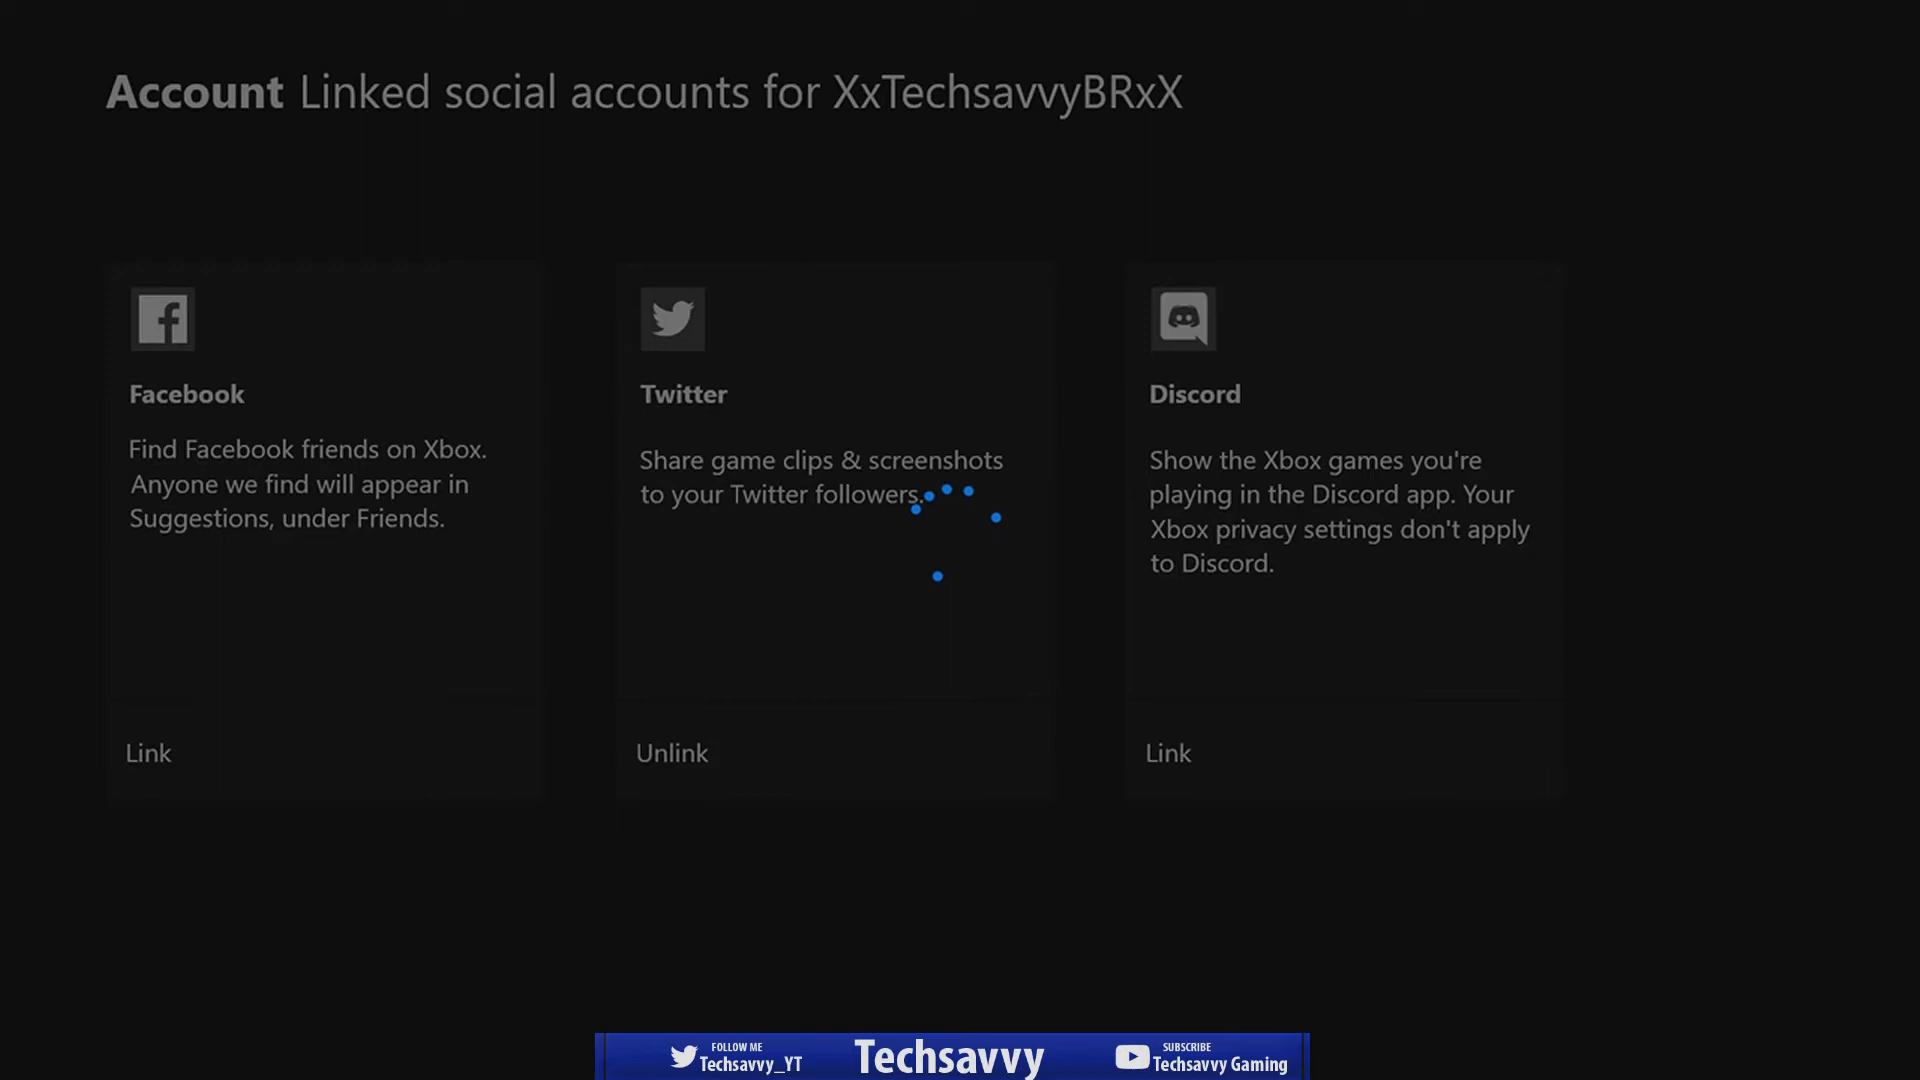 Account Linked social accounts for XxTechsavvyBRxX
Facebook
Find Facebook friends on Xbox.
Anyone we find will appear in
Suggestions, under Friends.
Link
Twitter
Share game clips & screenshots
to your Twitter followers.
Unlink
Discord
Show the Xbox games you're
playing in the Discord app. Your
Xbox privacy settings don't apply
to Discord.
Link
FOLLOW ME
Techsavvy_YT
Techsavvy
SUBSCRIBE
Techsavvy Gaming